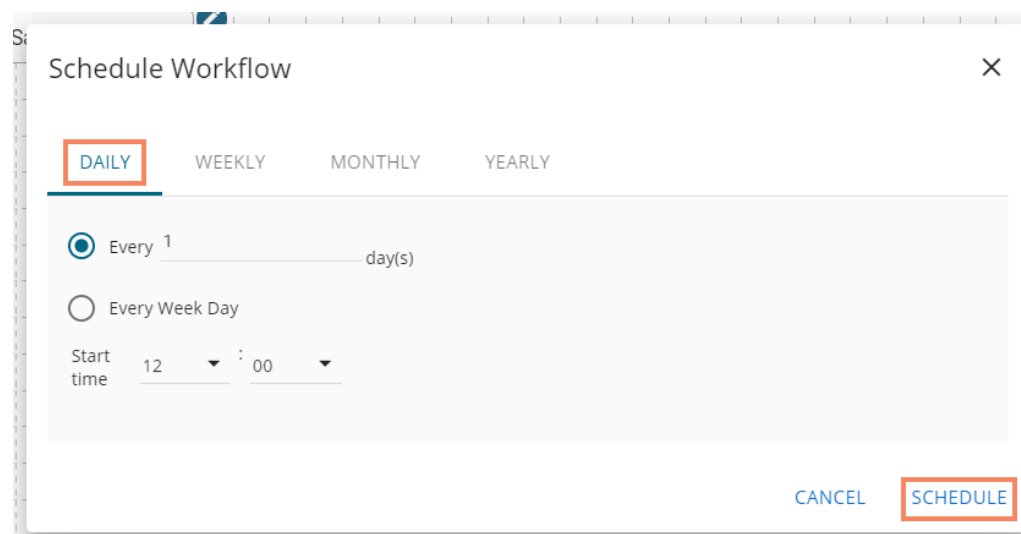 Schedule Workflow
DAILY WEEKLY MONTHLY YEARLY
Every 1 day(s)
Every Week Day
Start time 12 : 00
CANCEL SCHEDULE